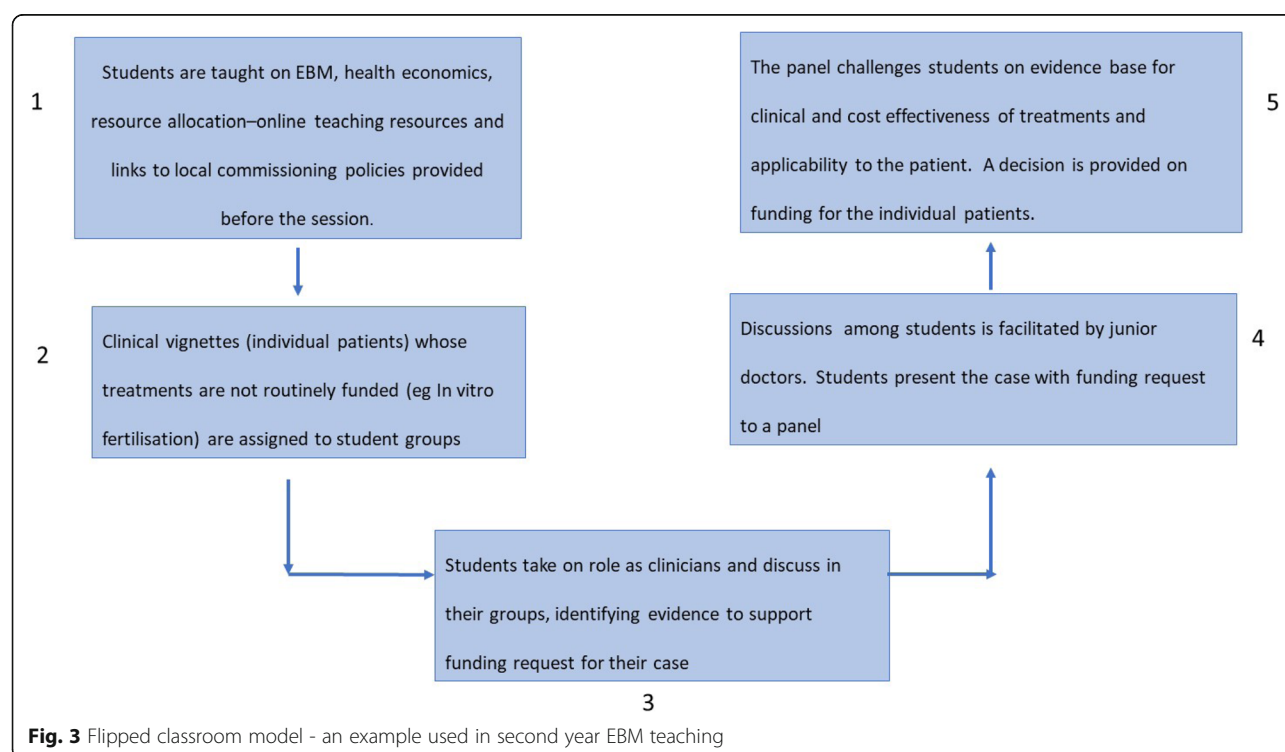 1
Students are taught on EBM, health economics,
resource allocation–online teaching resources and
links to local commissioning policies provided
before the session.
2
Clinical vignettes (individual patients) whose
treatments are not routinely funded (eg In vitro
fertilisation) are assigned to student groups
Students take on role as clinicians and discuss in
their groups, identifying evidence to support
funding request for their case
3
Discussions among students is facilitated by junior
doctors. Students present the case with funding request
to a panel
4
The panel challenges students on evidence base for
clinical and cost effectiveness of treatments and
applicability to the patient. A decision is provided on
funding for the individual patients.
5
Fig. 3 Flipped classroom model - an example used in second year EBM teaching